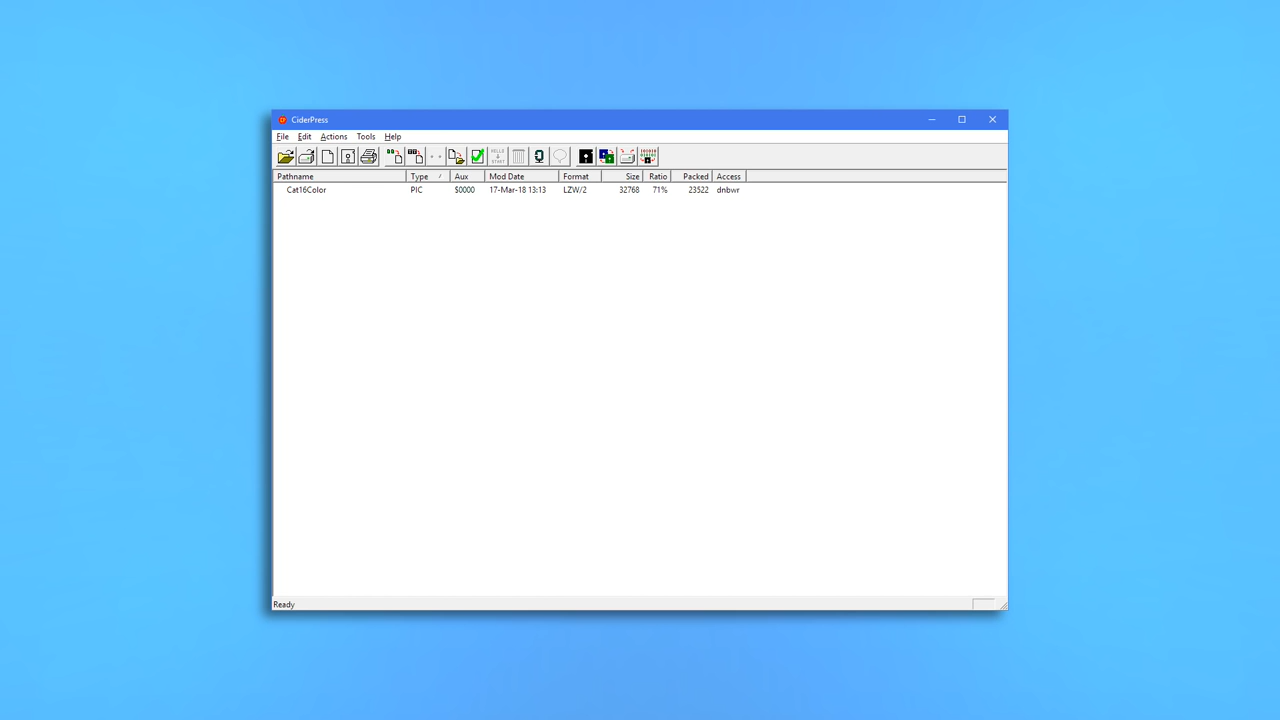 CiderPress
File Edit Actions Tools Help
Pathname Type Aux Mod Date Format Size Ratio Packed Access
Cat16Color PIC $0000 17-Mar-18 13:13 LZW/2 32768 71% 23522 dnbwr
Ready